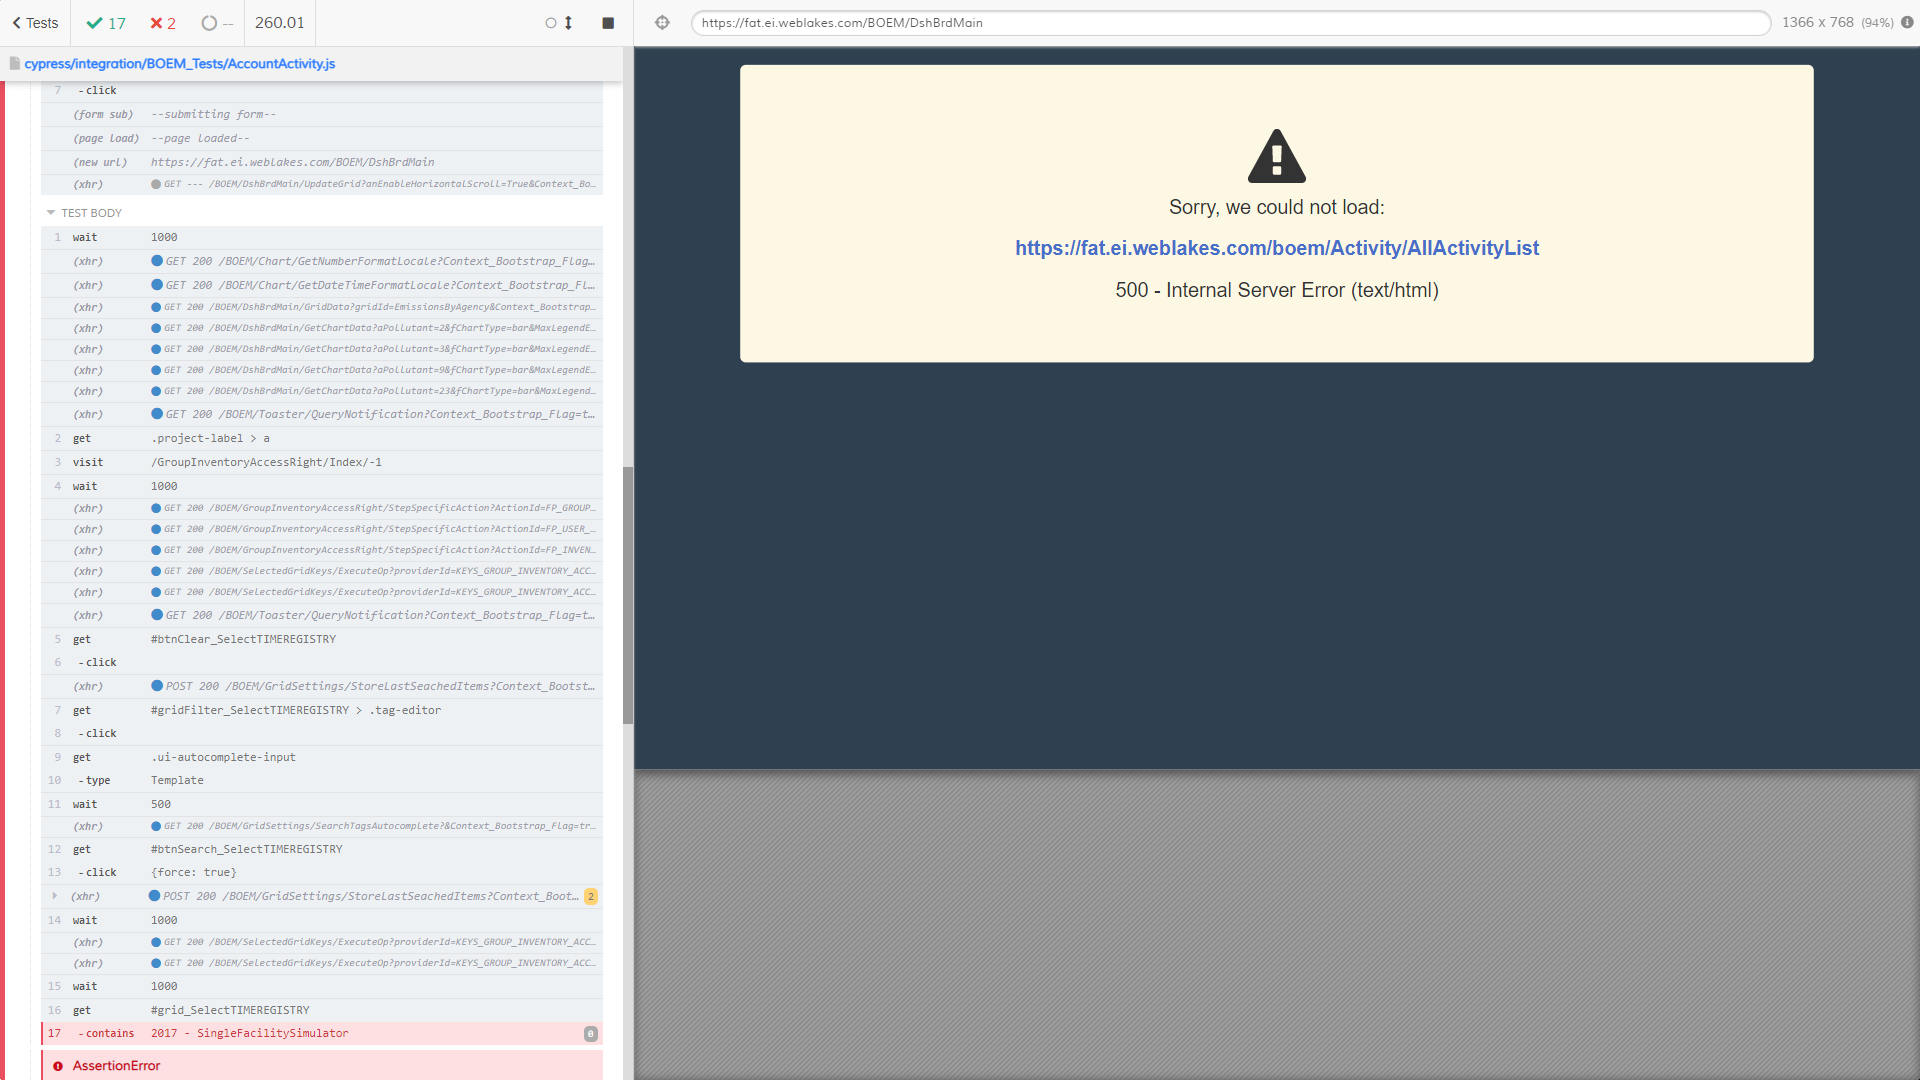 Tests 17 2 -- 260.01
https://fat.ei.weblakes.com/BOEM/DshBrdMain 1366 x 768 (94%)
cypress/integration/BOEM_Tests/AccountActivity.js
7 - click
(form sub) --submitting form--
(page load) --page loaded--
(new url) https://fat.ei.weblakes.com/BOEM/DshBrdMain
(xhr) GET --- /BOEM/DshBrdMain/UpdateGrid?anEnableHorizontalScroll=True&Context_Bo...
TEST BODY
1 wait 1000
(xhr) GET 200 /BOEM/Chart/GetNumberFormatLocale?Context_Bootstrap_Flag...
(xhr) GET 200 /BOEM/Chart/GetDateTimeFormatLocale?Context_Bootstrap_Fl...
(xhr) GET 200 /BOEM/DshBrdMain/GridData?gridId=EmissionsByAgency&Context_Bootstrap...
(xhr) GET 200 /BOEM/DshBrdMain/GetChartData?aPollutant=2&fChartType=bar&MaxLegendE...
(xhr) GET 200 /BOEM/DshBrdMain/GetChartData?aPollutant=3&fChartType=bar&MaxLegendE...
(xhr) GET 200 /BOEM/DshBrdMain/GetChartData?aPollutant=9&fChartType=bar&MaxLegendE...
(xhr) GET 200 /BOEM/DshBrdMain/GetChartData?aPollutant=23&fChartType=bar&MaxLegend...
(xhr) GET 200 /BOEM/Toaster/QueryNotification?Context_Bootstrap_Flag=t...
2 get .project-label > a
3 visit /GroupInventoryAccessRight/Index/-1
4 wait 1000
(xhr) GET 200 /BOEM/GroupInventoryAccessRight/StepSpecificAction?ActionId=FP_GROUP...
(xhr) GET 200 /BOEM/GroupInventoryAccessRight/StepSpecificAction?ActionId=FP_USER_...
(xhr) GET 200 /BOEM/GroupInventoryAccessRight/StepSpecificAction?ActionId=FP_INVEN...
(xhr) GET 200 /BOEM/SelectedGridKeys/ExecuteOp?providerId=KEYS_GROUP_INVENTORY_ACC...
(xhr) GET 200 /BOEM/SelectedGridKeys/ExecuteOp?providerId=KEYS_GROUP_INVENTORY_ACC...
(xhr) GET 200 /BOEM/Toaster/QueryNotification?Context_Bootstrap_Flag=t...
5 get #btnClear_SelectTIMEREGISTRY
6 - click
(xhr) POST 200 /BOEM/GridSettings/StoreLastSeachedItems?Context_Bootst...
7 get #gridFilter_SelectTIMEREGISTRY > .tag-editor
8 - click
9 get .ui-autocomplete-input
10 - type Template
11 wait 500
(xhr) GET 200 /BOEM/GridSettings/SearchTagsAutocomplete?&Context_Bootstrap_Flag=tr...
12 get #btnSearch_SelectTIMEREGISTRY
13 - click {force: true}
(xhr) POST 200 /BOEM/GridSettings/StoreLastSeachedItems?Context_Boot... 2
14 wait 1000
(xhr) GET 200 /BOEM/SelectedGridKeys/ExecuteOp?providerId=KEYS_GROUP_INVENTORY_ACC...
(xhr) GET 200 /BOEM/SelectedGridKeys/ExecuteOp?providerId=KEYS_GROUP_INVENTORY_ACC...
15 wait 1000
16 get #grid_SelectTIMEREGISTRY
17 - contains 2017 - SingleFacilitySimulator 0
AssertionError
Sorry, we could not load:
https://fat.ei.weblakes.com/boem/Activity/AllActivityList
500 - Internal Server Error (text/html)